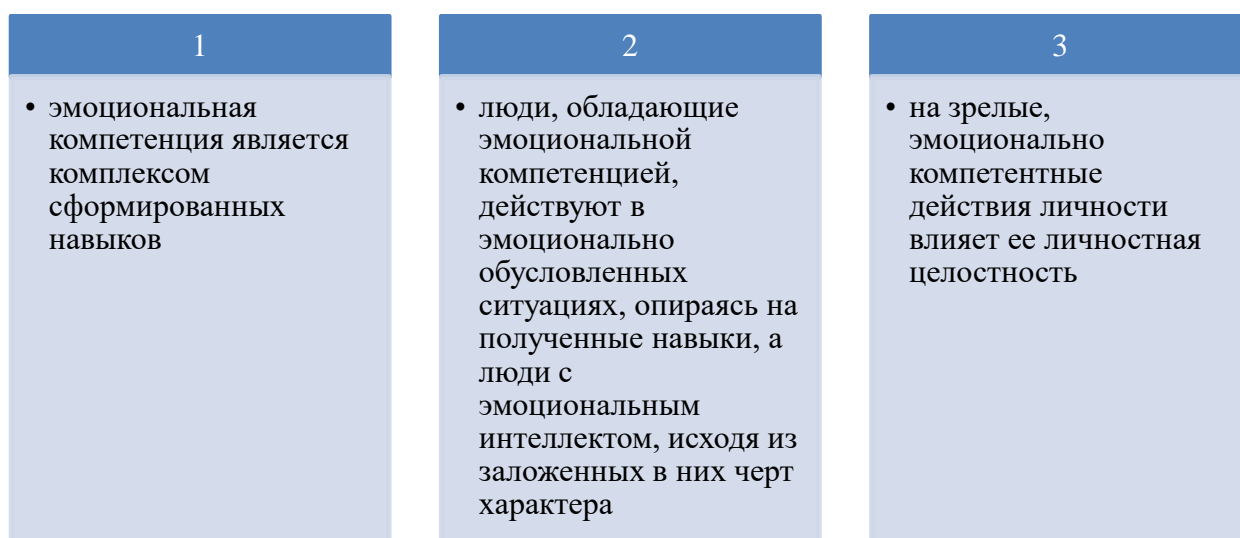 1
• эмоциональная
компетенция является
комплексом
сформированных
навыков
2
• люди, обладающие
эмоциональной
компетенцией,
действуют в
эмоционально
обусловленных
ситуациях, опираясь на
полученные навыки, а
люди с
эмоциональным
интеллектом, исходя из
заложенных в них черт
характера
3
• на зрелые,
эмоционально
компетентные
действия личности
влияет ее личностная
целостность